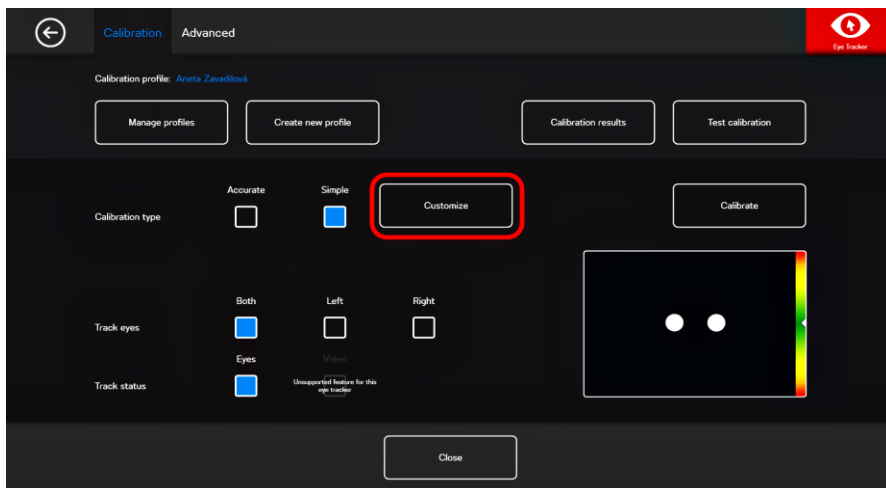 Calibration Advanced
Eye Tracker
Calibration profile: Aneta Zavadilová
Manage profiles Create new profile Calibration results Test calibration
Accurate Simple
Calibration type Customize Calibrate
Both Left Right
Track eyes
Eyes Video
Track status
Unsupported feature for this
eye tracker
Close